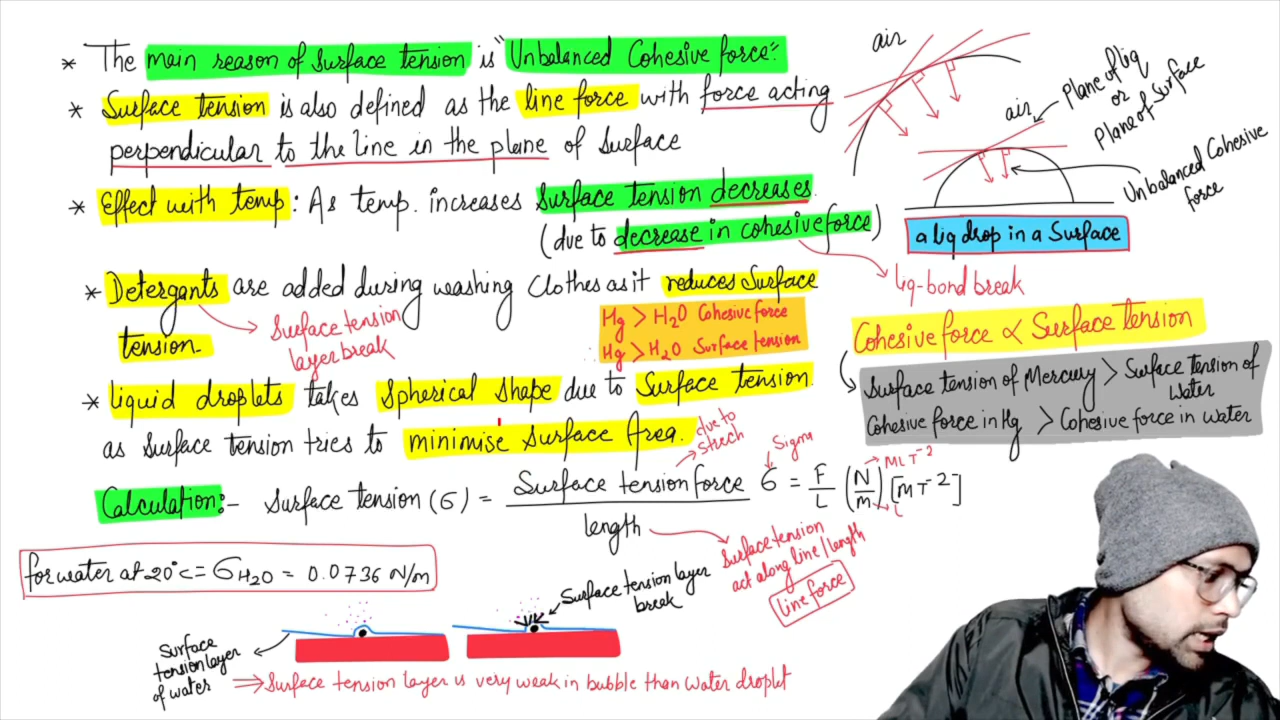 * The main reason of surface tension is "Unbalanced Cohesive force".
* Surface tension is also defined as the line force with force acting
perpendicular to the line in the plane of Surface
* Effect with temp: As temp. increases Surface tension decreases.
(due to decrease in cohesive force)
liq-bond break
* Detergants are added during washing clothes as it reduces Surface
tension.
Surface tension
layer break
Hg > H2O Cohesive force
Hg > H2O Surface tension
* liquid droplets takes Spherical shape due to Surface tension.
as Surface tension tries to minimise Surface Area.
Calculation:- Surface tension (σ) = Surface tension force / length
due to
strech
Sigma
σ = F/L (N/m) [MT-2]
MLT-2
L
Surface tension
act along line/length
line force
for water at 20°c = σH2O = 0.0736 N/m
Surface tension layer
break
Surface
tension layer
of water
⇒ Surface tension layer is very weak in bubble than water droplet
air
air
Plane of liq
or
Plane of Surface
Unbalanced Cohesive
force
a liq drop in a Surface
Cohesive force ∝ Surface tension
Surface tension of Mercury > Surface tension of
Water
Cohesive force in Hg > Cohesive force in water